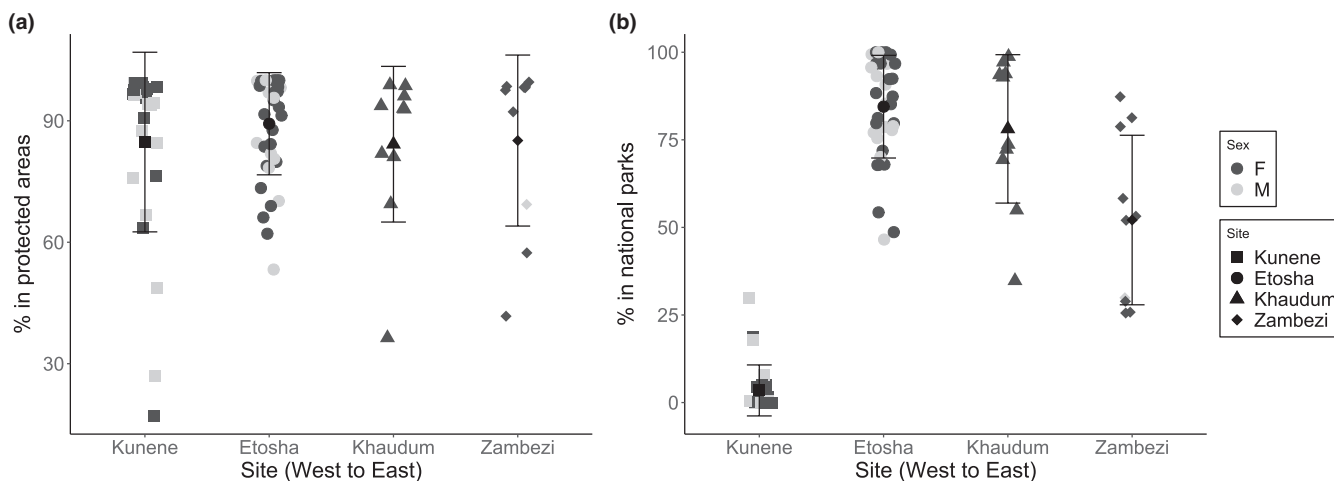 (a)
% in protected areas
90
60
30
Kunene Etosha Khaudum Zambezi
Site (West to East)
(b)
% in national parks
100
75
50
25
0
Kunene Etosha Khaudum Zambezi
Site (West to East)
Sex
F
M
Site
Kunene
Etosha
Khaudum
Zambezi